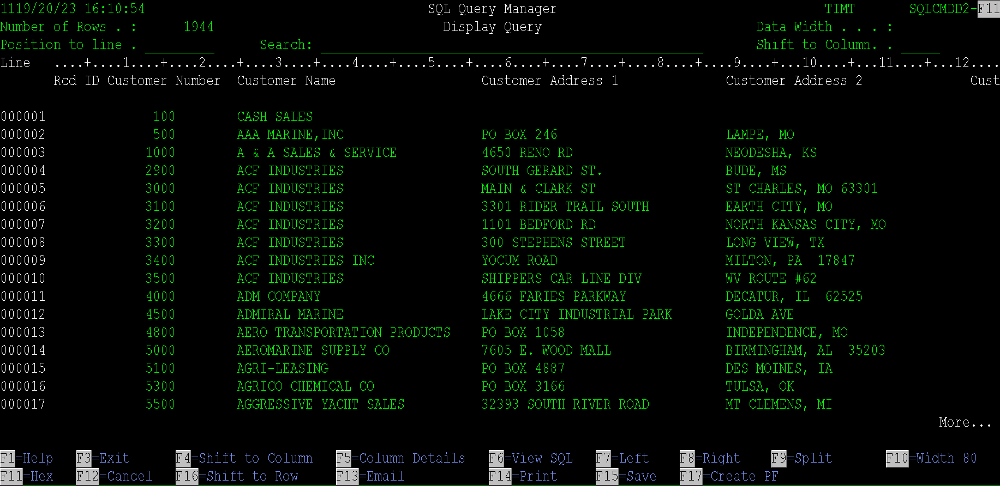 1119/20/23 16:10:54 SQL Query Manager TIMT SQLCMDD2-F11
Number of Rows . : 1944 Display Query Data Width . . . :
Position to line . _________ Search: __________________________________________________ Shift to Column. . _____
Line ....+....1....+....2....+....3....+....4....+....5....+....6....+....7....+....8....+....9....+...10....+...11....+...12....
Rcd ID Customer Number Customer Name Customer Address 1 Customer Address 2 Cust
000001 100 CASH SALES
000002 500 AAA MARINE,INC PO BOX 246 LAMPE, MO
000003 1000 A & A SALES & SERVICE 4650 RENO RD NEODESHA, KS
000004 2900 ACF INDUSTRIES SOUTH GERARD ST. BUDE, MS
000005 3000 ACF INDUSTRIES MAIN & CLARK ST ST CHARLES, MO 63301
000006 3100 ACF INDUSTRIES 3301 RIDER TRAIL SOUTH EARTH CITY, MO
000007 3200 ACF INDUSTRIES 1101 BEDFORD RD NORTH KANSAS CITY, MO
000008 3300 ACF INDUSTRIES 300 STEPHENS STREET LONG VIEW, TX
000009 3400 ACF INDUSTRIES INC YOCUM ROAD MILTON, PA 17847
000010 3500 ACF INDUSTRIES SHIPPERS CAR LINE DIV WV ROUTE #62
000011 4000 ADM COMPANY 4666 FARIES PARKWAY DECATUR, IL 62525
000012 4500 ADMIRAL MARINE LAKE CITY INDUSTRIAL PARK GOLDA AVE
000013 4800 AERO TRANSPORTATION PRODUCTS PO BOX 1058 INDEPENDENCE, MO
000014 5000 AEROMARINE SUPPLY CO 7605 E. WOOD MALL BIRMINGHAM, AL 35203
000015 5100 AGRI-LEASING PO BOX 4887 DES MOINES, IA
000016 5300 AGRICO CHEMICAL CO PO BOX 3166 TULSA, OK
000017 5500 AGGRESSIVE YACHT SALES 32393 SOUTH RIVER ROAD MT CLEMENS, MI
More...
F1=Help F3=Exit F4=Shift to Column F5=Column Details F6=View SQL F7=Left F8=Right F9=Split F10=Width 80
F11=Hex F12=Cancel F16=Shift to Row F13=Email F14=Print F15=Save F17=Create PF